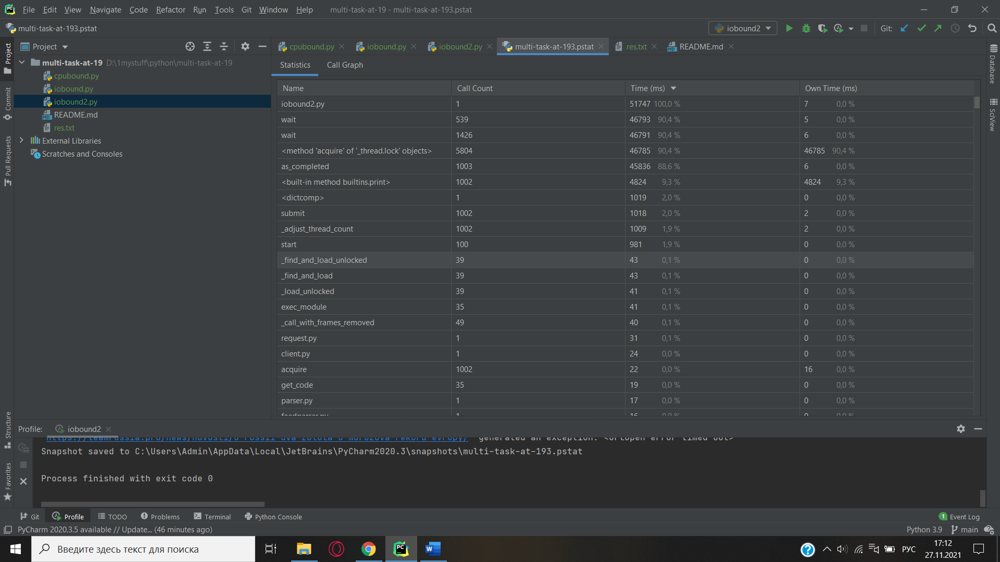 File Edit View Navigate Code Refactor Run Tools Git Window Help multi-task-at-19 - multi-task-at-193.pstat
multi-task-at-193.pstat iobound2 Git:
Project cpubound.py iobound.py iobound2.py multi-task-at-193.pstat res.txt README.md
multi-task-at-19 D:\1mystuff\python\multi-task-at-19
cpubound.py
iobound.py
iobound2.py
README.md
res.txt
External Libraries
Scratches and Consoles
Project
Commit
Pull Requests
Structure
Favorites
Database
SciView
Statistics Call Graph
Name Call Count Time (ms) Own Time (ms)
iobound2.py 1 51747 100,0 % 7 0,0 %
wait 539 46793 90,4 % 5 0,0 %
wait 1426 46791 90,4 % 6 0,0 %
<method 'acquire' of '_thread.lock' objects> 5804 46785 90,4 % 46785 90,4 %
as_completed 1003 45836 88,6 % 6 0,0 %
<built-in method builtins.print> 1002 4824 9,3 % 4824 9,3 %
<dictcomp> 1 1019 2,0 % 0 0,0 %
submit 1002 1018 2,0 % 2 0,0 %
_adjust_thread_count 1002 1009 1,9 % 2 0,0 %
start 100 981 1,9 % 0 0,0 %
_find_and_load_unlocked 39 43 0,1 % 0 0,0 %
_find_and_load 39 43 0,1 % 0 0,0 %
_load_unlocked 39 41 0,1 % 0 0,0 %
exec_module 35 41 0,1 % 0 0,0 %
_call_with_frames_removed 49 40 0,1 % 0 0,0 %
request.py 1 31 0,1 % 0 0,0 %
client.py 1 24 0,0 % 0 0,0 %
acquire 1002 22 0,0 % 16 0,0 %
get_code 35 19 0,0 % 0 0,0 %
parser.py 1 17 0,0 % 0 0,0 %
feedparser.py 1 16 0,0 % 0 0,0 %
Profile: iobound2
generated an exception: <urlopen error timed out>
Snapshot saved to C:\Users\Admin\AppData\Local\JetBrains\PyCharm2020.3\snapshots\multi-task-at-193.pstat
Process finished with exit code 0
Git Profile TODO Problems Terminal Python Console 1 Event Log
PyCharm 2020.3.5 available // Update... (46 minutes ago) Python 3.9 main
Введите здесь текст для поиска РУС 17:12
27.11.2021